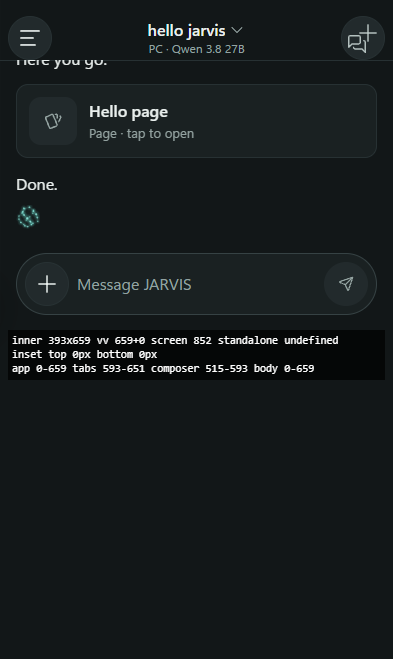 hello jarvis
PC · Qwen 3.8 27B
Here you go.
Hello page
Page · tap to open
Done.
Message JARVIS
inner 393x659 vv 659+0 screen 852 standalone undefined
inset top 0px bottom 0px
app 0-659 tabs 593-651 composer 515-593 body 0-659